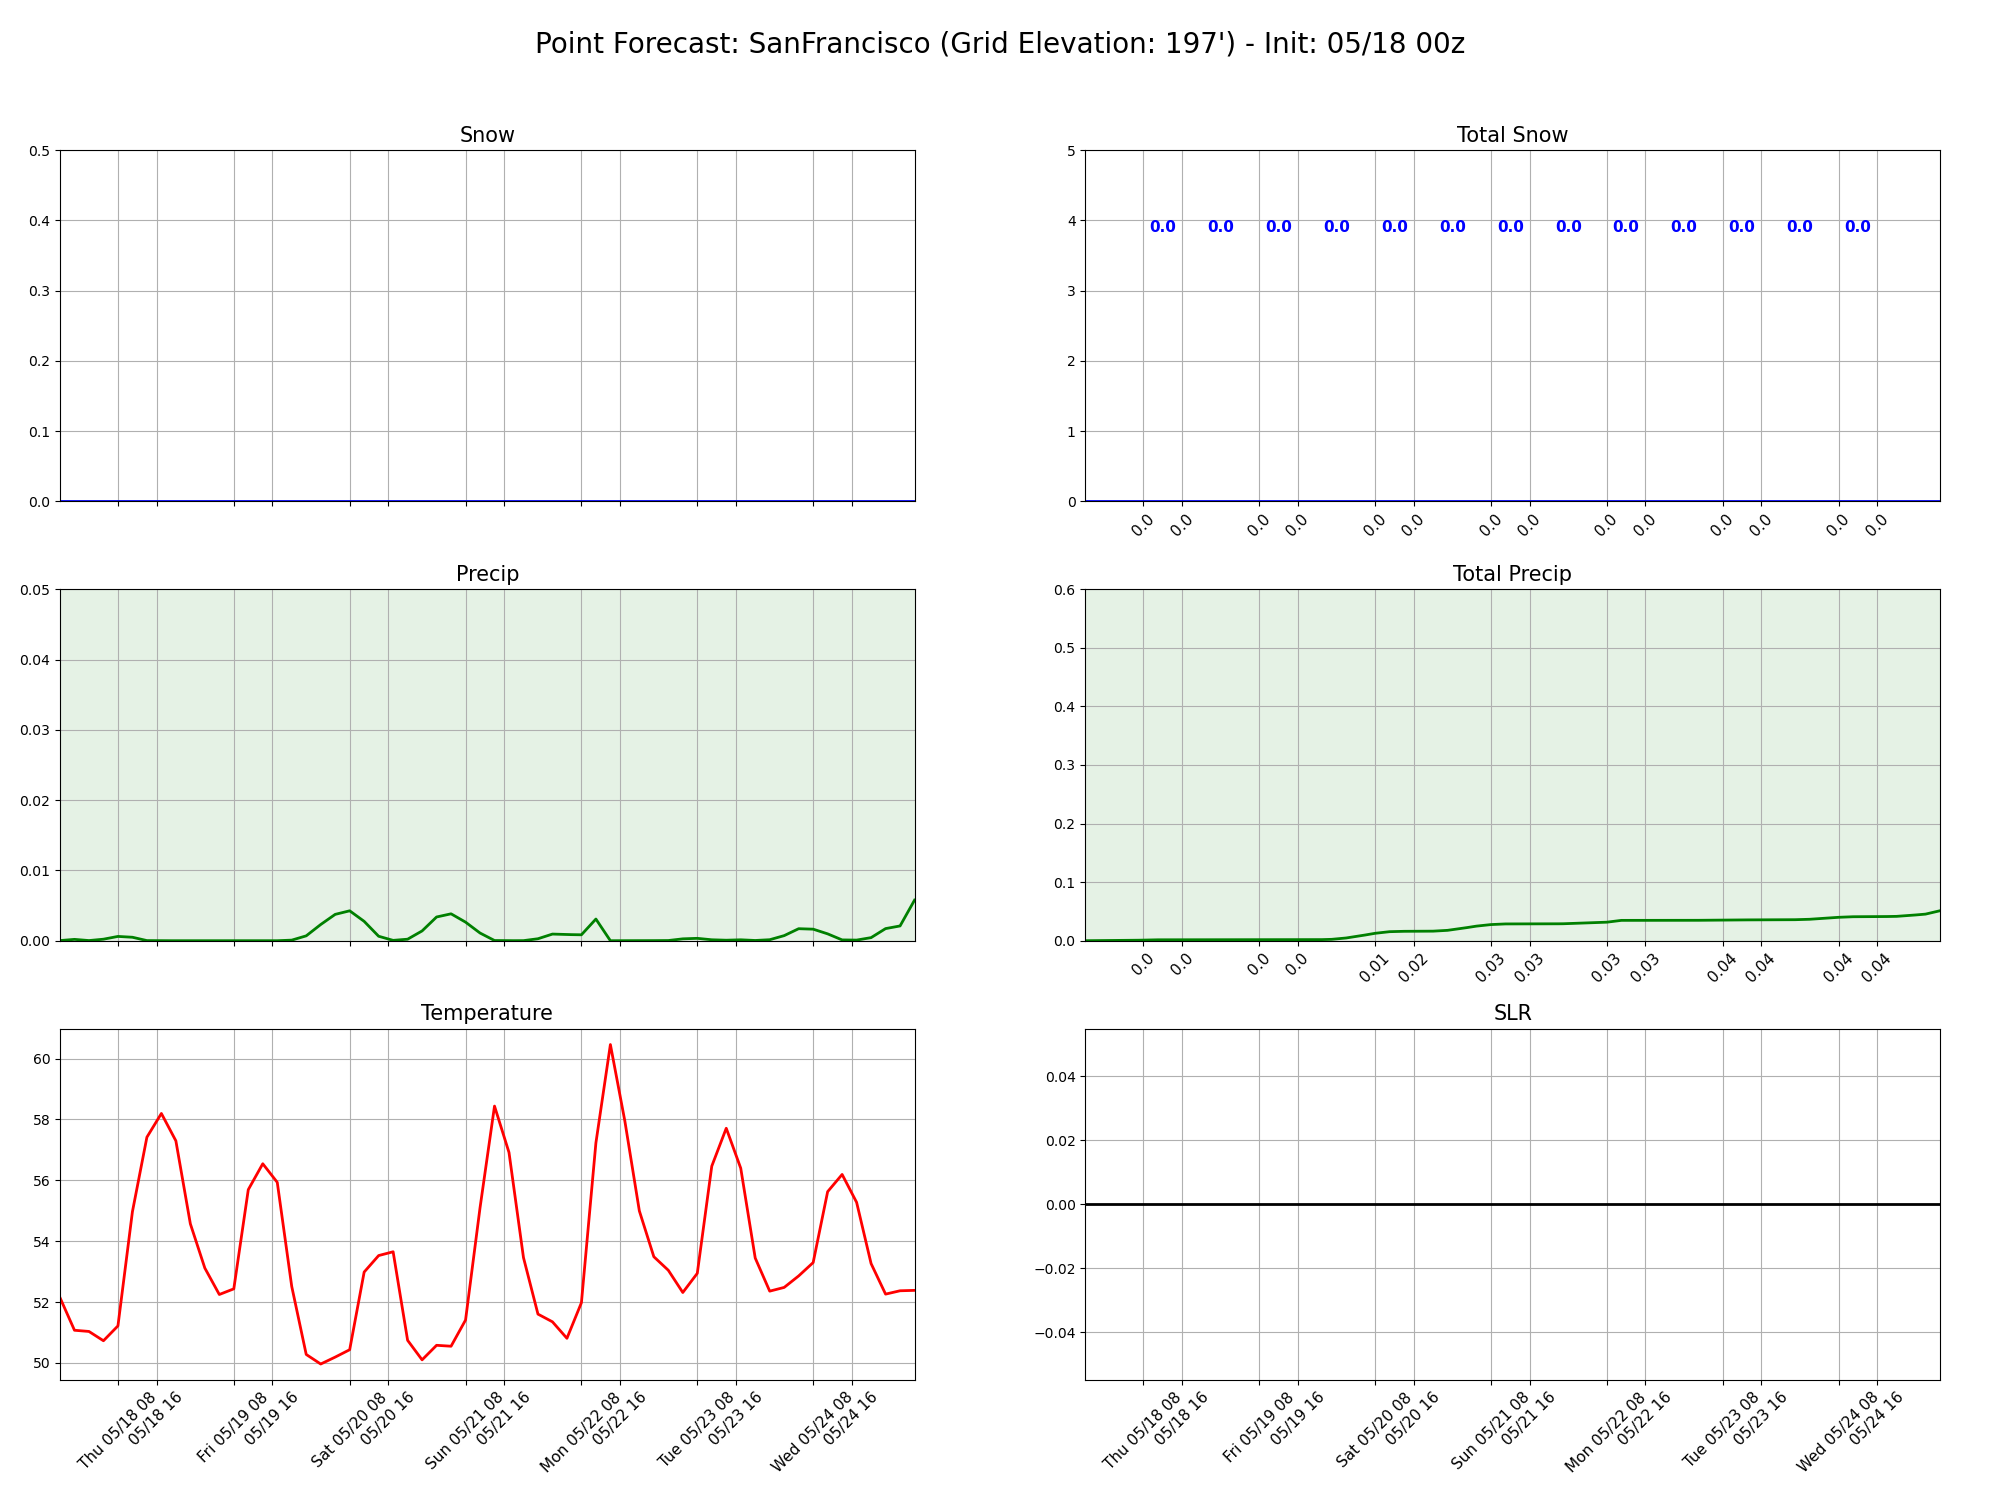 Point Forecast: SanFrancisco (Grid Elevation: 197') - Init: 05/18 00z
Snow
0.5
0.4
0.3
0.2
0.1
0.0
Total Snow
5
4
3
2
1
0
0.0 0.0 0.0 0.0 0.0 0.0 0.0 0.0 0.0 0.0 0.0 0.0 0.0
0.0 0.0 0.0 0.0 0.0 0.0 0.0 0.0 0.0 0.0 0.0 0.0 0.0 0.0
Precip
0.05
0.04
0.03
0.02
0.01
0.00
Total Precip
0.6
0.5
0.4
0.3
0.2
0.1
0.0
0.0 0.0 0.0 0.0 0.01 0.02 0.03 0.03 0.03 0.03 0.04 0.04 0.04 0.04
Temperature
60
58
56
54
52
50
Thu 05/18 08
05/18 16
Fri 05/19 08
05/19 16
Sat 05/20 08
05/20 16
Sun 05/21 08
05/21 16
Mon 05/22 08
05/22 16
Tue 05/23 08
05/23 16
Wed 05/24 08
05/24 16
SLR
0.04
0.02
0.00
−0.02
−0.04
Thu 05/18 08
05/18 16
Fri 05/19 08
05/19 16
Sat 05/20 08
05/20 16
Sun 05/21 08
05/21 16
Mon 05/22 08
05/22 16
Tue 05/23 08
05/23 16
Wed 05/24 08
05/24 16